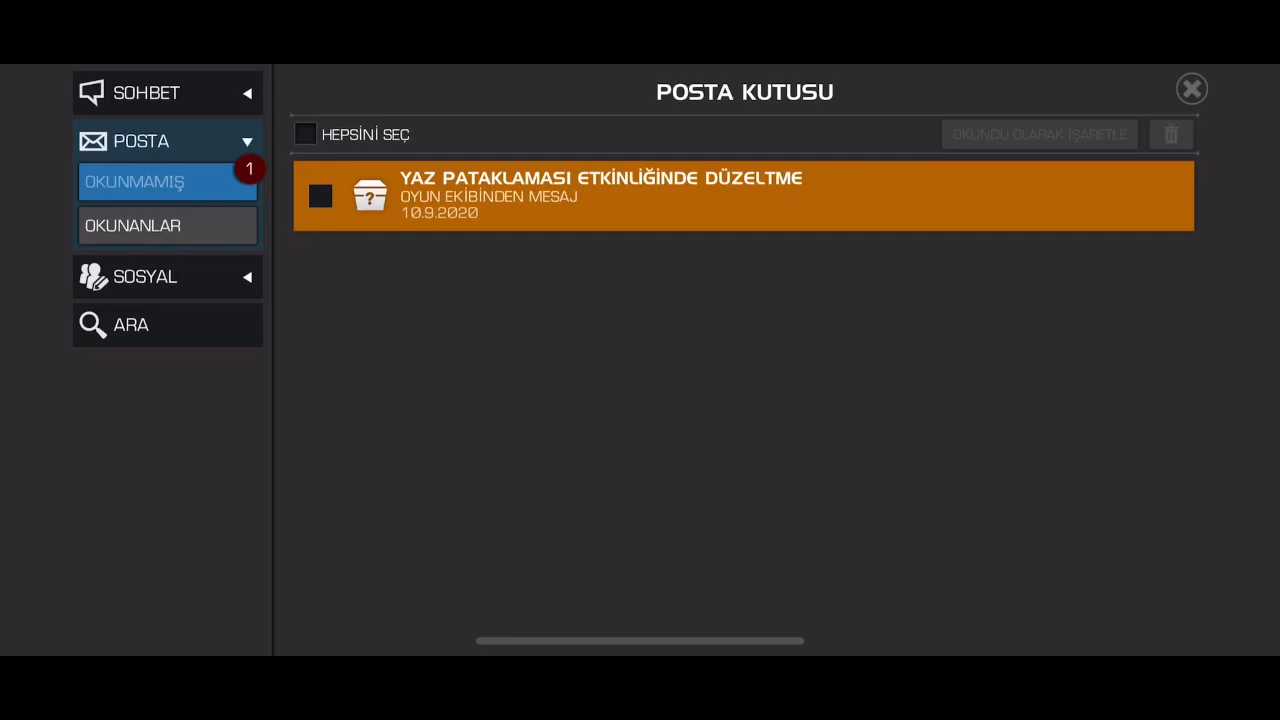 SOHBET
POSTA
1
OKUNMAMIŞ
OKUNANLAR
SOSYAL
ARA
POSTA KUTUSU
HEPSİNİ SEÇ
OKUNDU OLARAK IŞARETLE
YAZ PATAKLAMASI ETKİNLİĞİNDE DÜZELTME
OYUN EKİBİNDEN MESAJ
10.9.2020